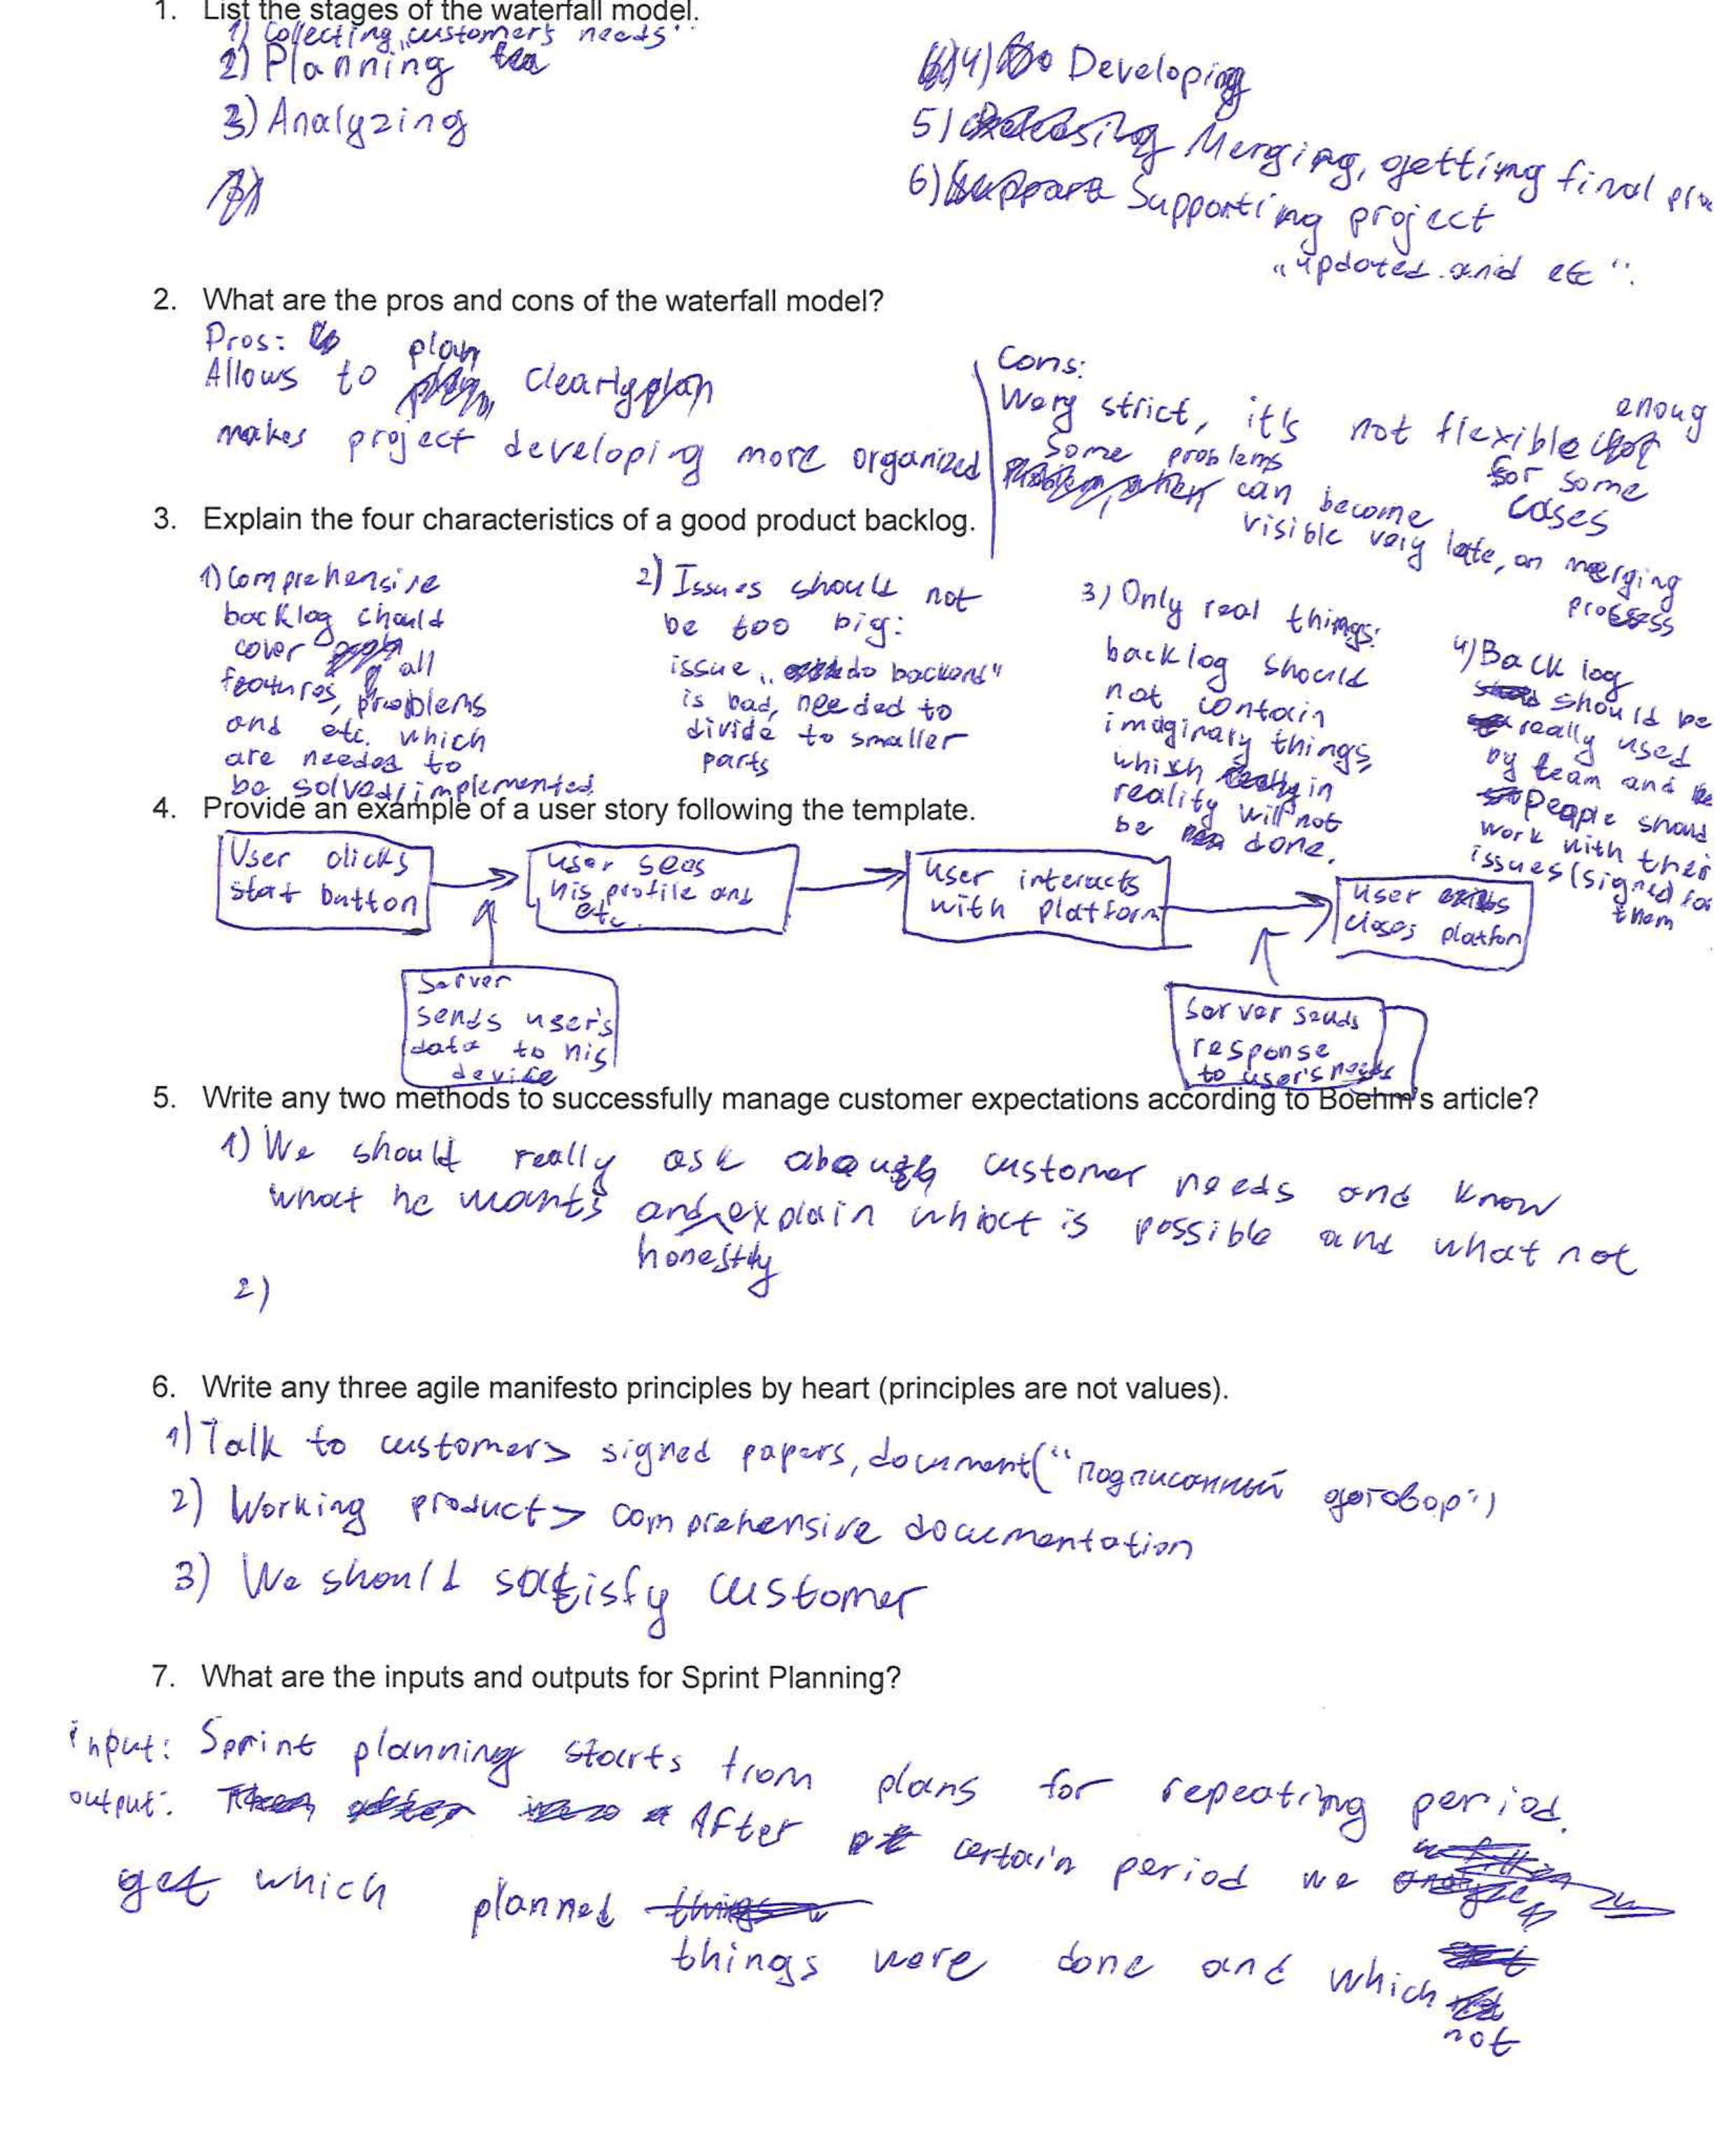 1. List the stages of the waterfall model.
1) Collecting „customer's needs"
2) Planning
3) Analyzing
4) Developing
5) Merging, getting final
6) Supporting project
„updated and etc".
2. What are the pros and cons of the waterfall model?
Pros:
Allows to plan clearly
makes project developing more organized
Cons:
Wery strict, it's not flexible enoug
for some
cases
Some problems
can become
visible very late, on merging
process
3. Explain the four characteristics of a good product backlog.
1) Comprehensive
backlog should
cover all
features, problems
and etc. which
are needed to
be solved/implemented.
2) Issues should not
be too big:
issue „do backend"
is bad, needed to
divide to smaller
parts
3) Only real things:
backlog should
not contain
imaginary things,
which in
reality will not
be done.
4) Back log
should be
really used
by team and
people should
work with their
issues (signed for
them
4. Provide an example of a user story following the template.
User clicks
start button
user sees
his profile and
etc.
User interacts
with platform
user
closes platfom
Server
sends user's
data to his
device
Server sends
response
to user's needs
5. Write any two methods to successfully manage customer expectations according to Boehm's article?
1) We should really ask about customer needs and know
what he wants and explain what is possible and what not
honestly
2)
6. Write any three agile manifesto principles by heart (principles are not values).
1) Talk to customer > signed papers, document("подписанный договор")
2) Working product > comprehensive documentation
3) We should satisfy customer
7. What are the inputs and outputs for Sprint Planning?
input: Sprint planning starts from plans for repeating period.
output: After certain period we
get which planned
things were done and which
not